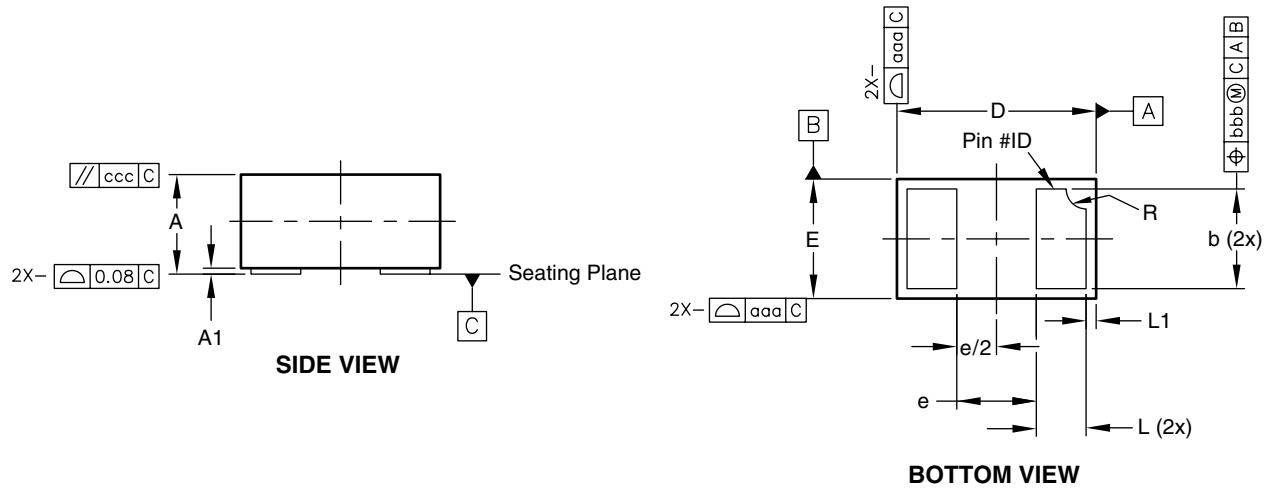 // ccc C
A
2X- ⌓ 0.08 C
A1
Seating Plane
C
SIDE VIEW
2X- ⌓ aaa C
D
A
B
Pin #ID
R
E
b (2x)
⌖ bbb Ⓜ C A B
2X- ⌓ aaa C
L1
e/2
e
L (2x)
BOTTOM VIEW